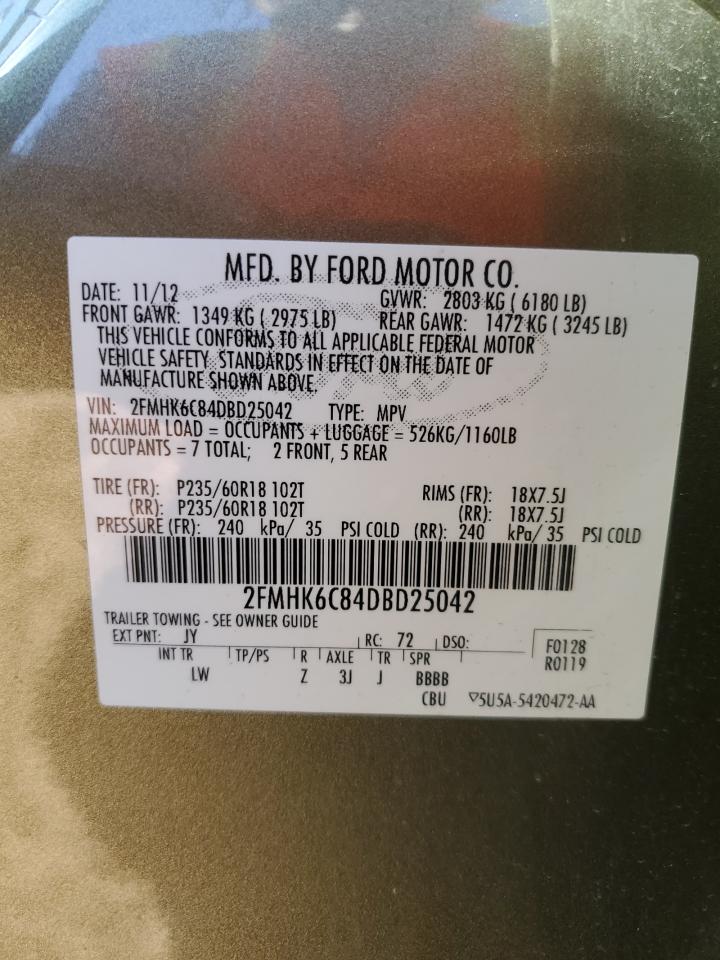 MFD. BY FORD MOTOR CO.
DATE: 11/12 GVWR: 2803 KG ( 6180 LB)
FRONT GAWR: 1349 KG ( 2975 LB) REAR GAWR: 1472 KG ( 3245 LB)
THIS VEHICLE CONFORMS TO ALL APPLICABLE FEDERAL MOTOR
VEHICLE SAFETY STANDARDS IN EFFECT ON THE DATE OF
MANUFACTURE SHOWN ABOVE.
VIN: 2FMHK6C84DBD25042 TYPE: MPV
MAXIMUM LOAD = OCCUPANTS + LUGGAGE = 526KG/1160LB
OCCUPANTS = 7 TOTAL; 2 FRONT, 5 REAR
TIRE (FR): P235/60R18 102T RIMS (FR): 18X7.5J
(RR): P235/60R18 102T (RR): 18X7.5J
PRESSURE (FR): 240 kPa/ 35 PSI COLD (RR): 240 kPa/ 35 PSI COLD
2FMHK6C84DBD25042
TRAILER TOWING - SEE OWNER GUIDE
EXT PNT: JY RC: 72 DSO: F0128
R0119
INT TR TP/PS R AXLE TR SPR
LW Z 3J J BBBB
CBU ▽5U5A-5420472-AA